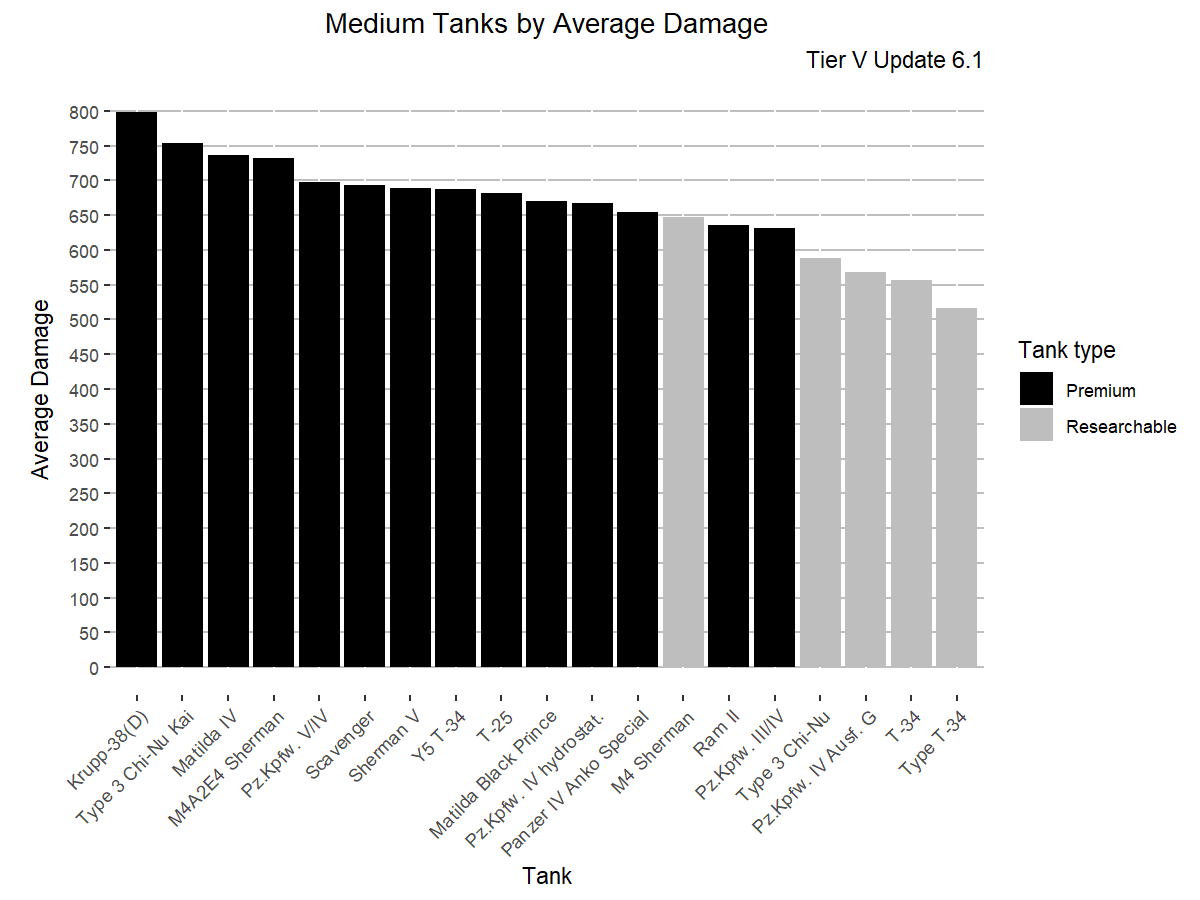 Medium Tanks by Average Damage
Tier V Update 6.1
Average Damage
800
750
700
650
600
550
500
450
400
350
300
250
200
150
100
50
0
Krupp-38(D)
Type 3 Chi-Nu Kai
Matilda IV
M4A2E4 Sherman
Pz.Kpfw. V/IV
Scavenger
Sherman V
Y5 T-34
T-25
Matilda Black Prince
Pz.Kpfw. IV hydrostat.
Panzer IV Anko Special
M4 Sherman
Ram II
Pz.Kpfw. III/IV
Type 3 Chi-Nu
Pz.Kpfw. IV Ausf. G
T-34
Type T-34
Tank
Tank type
Premium
Researchable